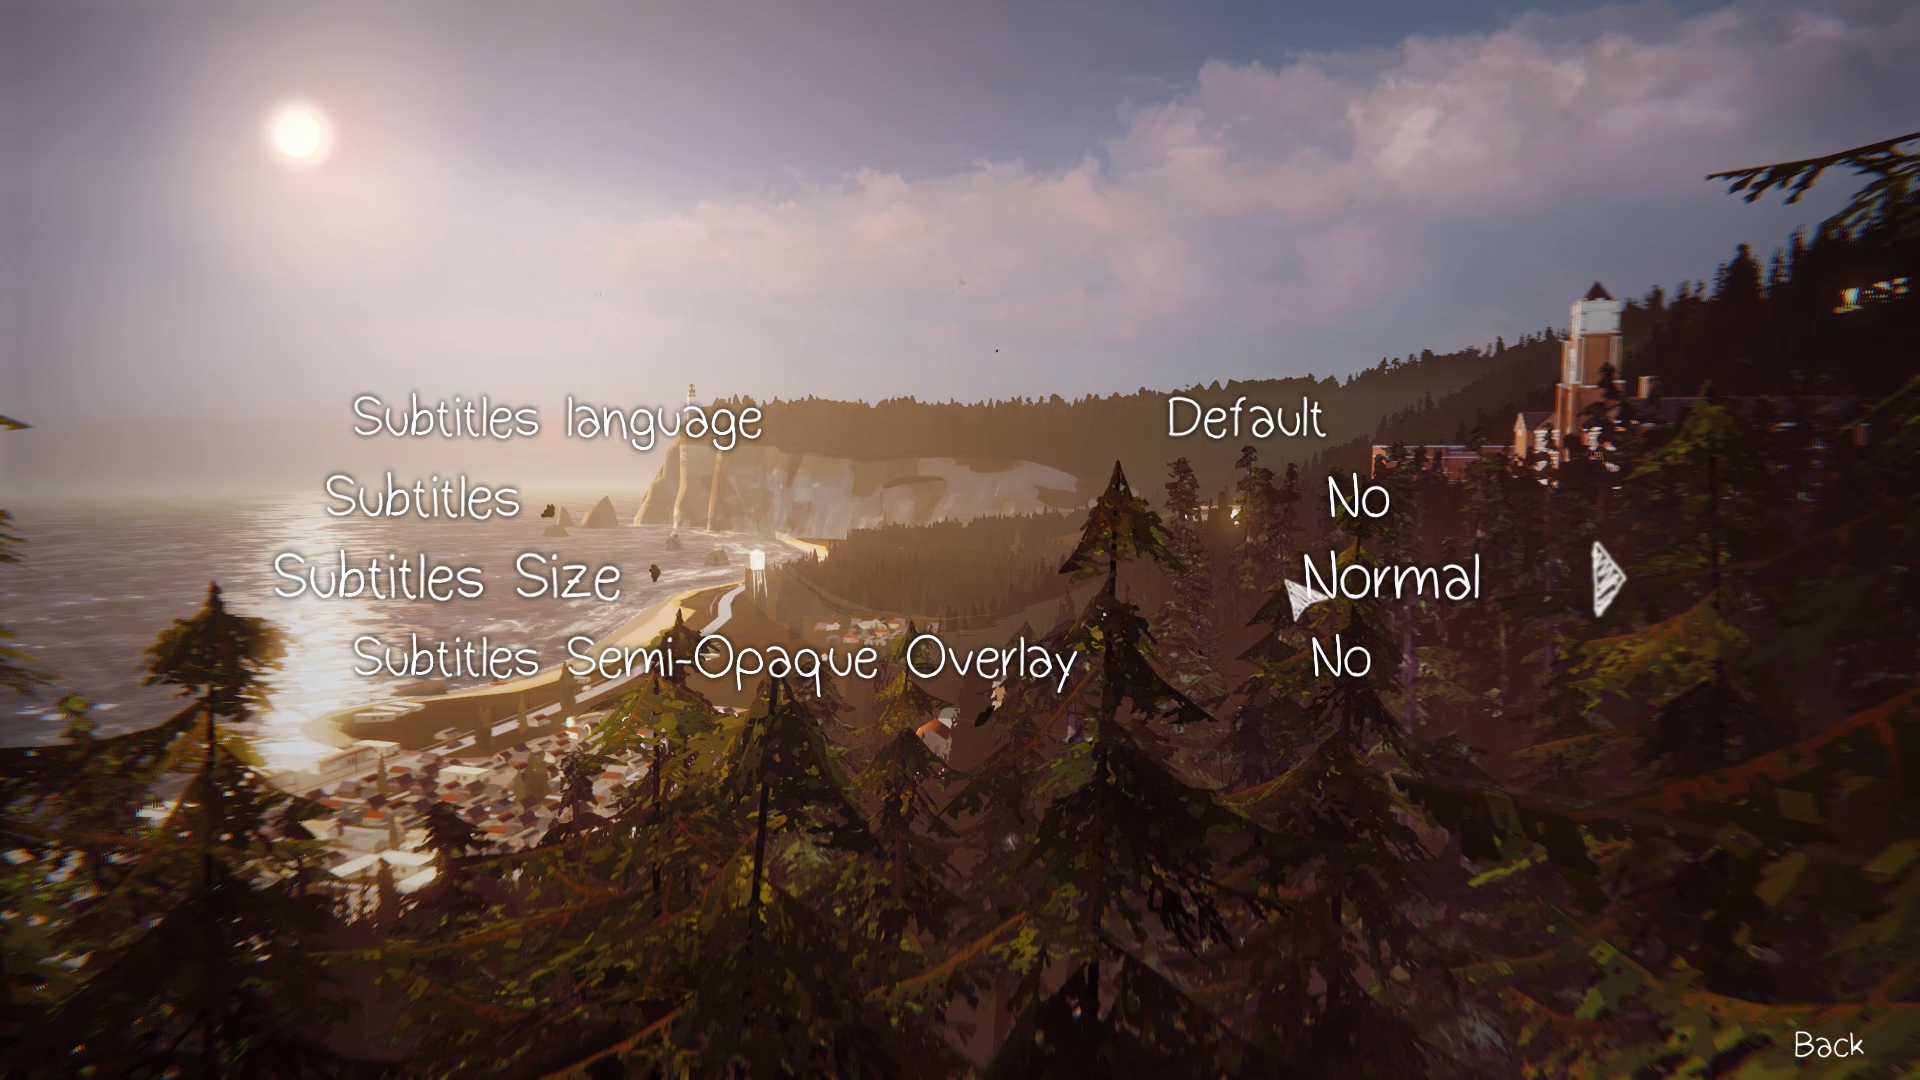 Subtitles language Default
Subtitles No
Subtitles Size Normal
Subtitles Semi-Opaque Overlay No
Back